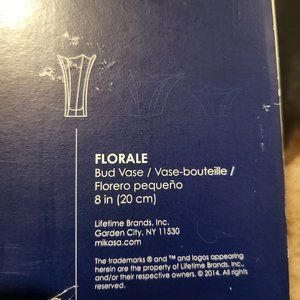 FLORALE
Bud Vase / Vase-bouteille /
Florero pequeño
8 in (20 cm)
Lifetime Brands, Inc.
Garden City, NY 11530
mikasa.com
The trademarks ® and ™ and logos appearing
herein are the property of Lifetime Brands, Inc.,
and/or their respective owners. © 2014. All rights
reserved.